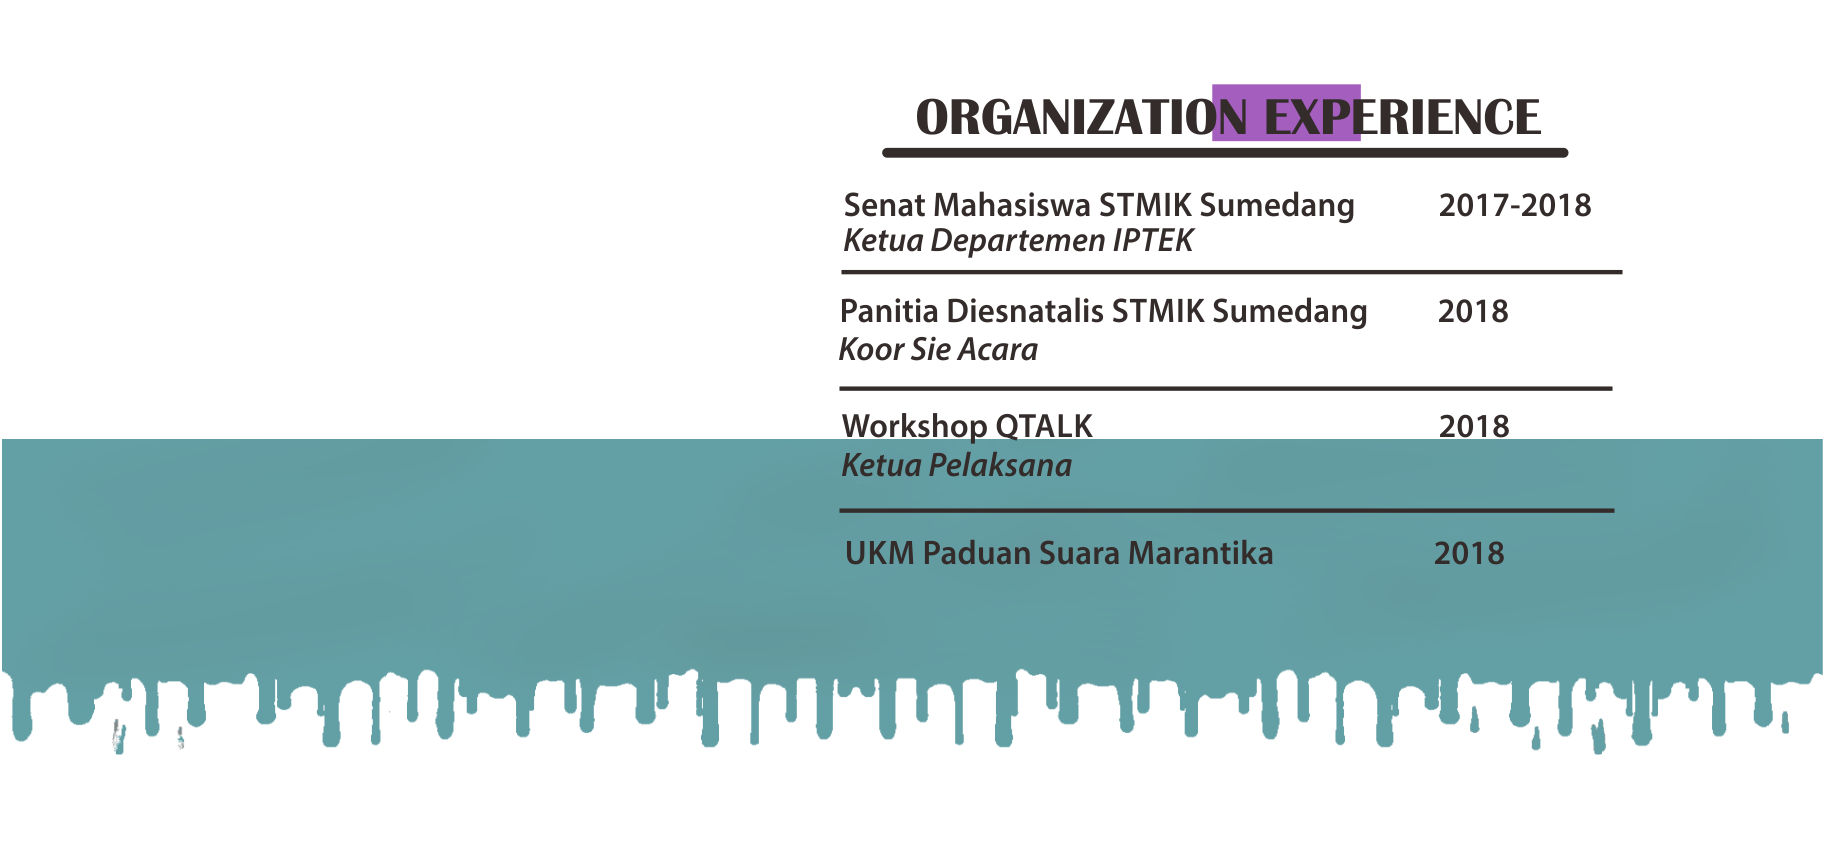 ORGANIZATION EXPERIENCE
Senat Mahasiswa STMIK Sumedang 2017-2018
Ketua Departemen IPTEK
Panitia Diesnatalis STMIK Sumedang 2018
Koor Sie Acara
Workshop QTALK 2018
Ketua Pelaksana
UKM Paduan Suara Marantika 2018